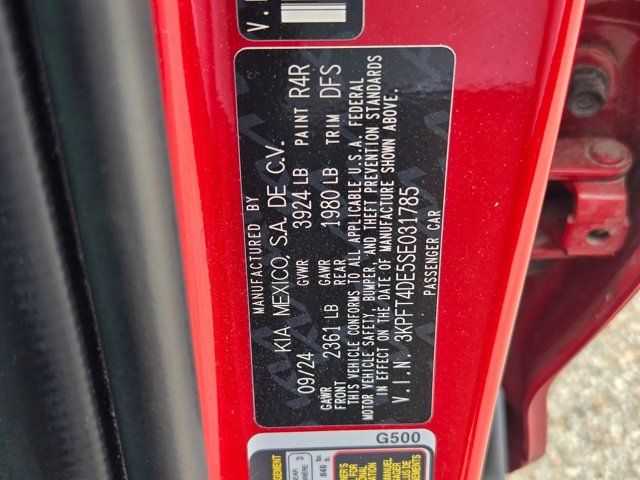 V.
MANUFACTURED BY
KIA MEXICO, S.A. DE C.V.
09/24 GVWR 3924 LB PAINT R4R
GAWR FRONT 2361 LB GAWR REAR 1980 LB TRIM DFS
THIS VEHICLE CONFORMS TO ALL APPLICABLE U.S.A. FEDERAL
MOTOR VEHICLE SAFETY, BUMPER, AND THEFT PREVENTION STANDARDS
IN EFFECT ON THE DATE OF MANUFACTURE SHOWN ABOVE.
V.I.N. 3KPFT4DE5SE031785
PASSENGER CAR
G500
3
849